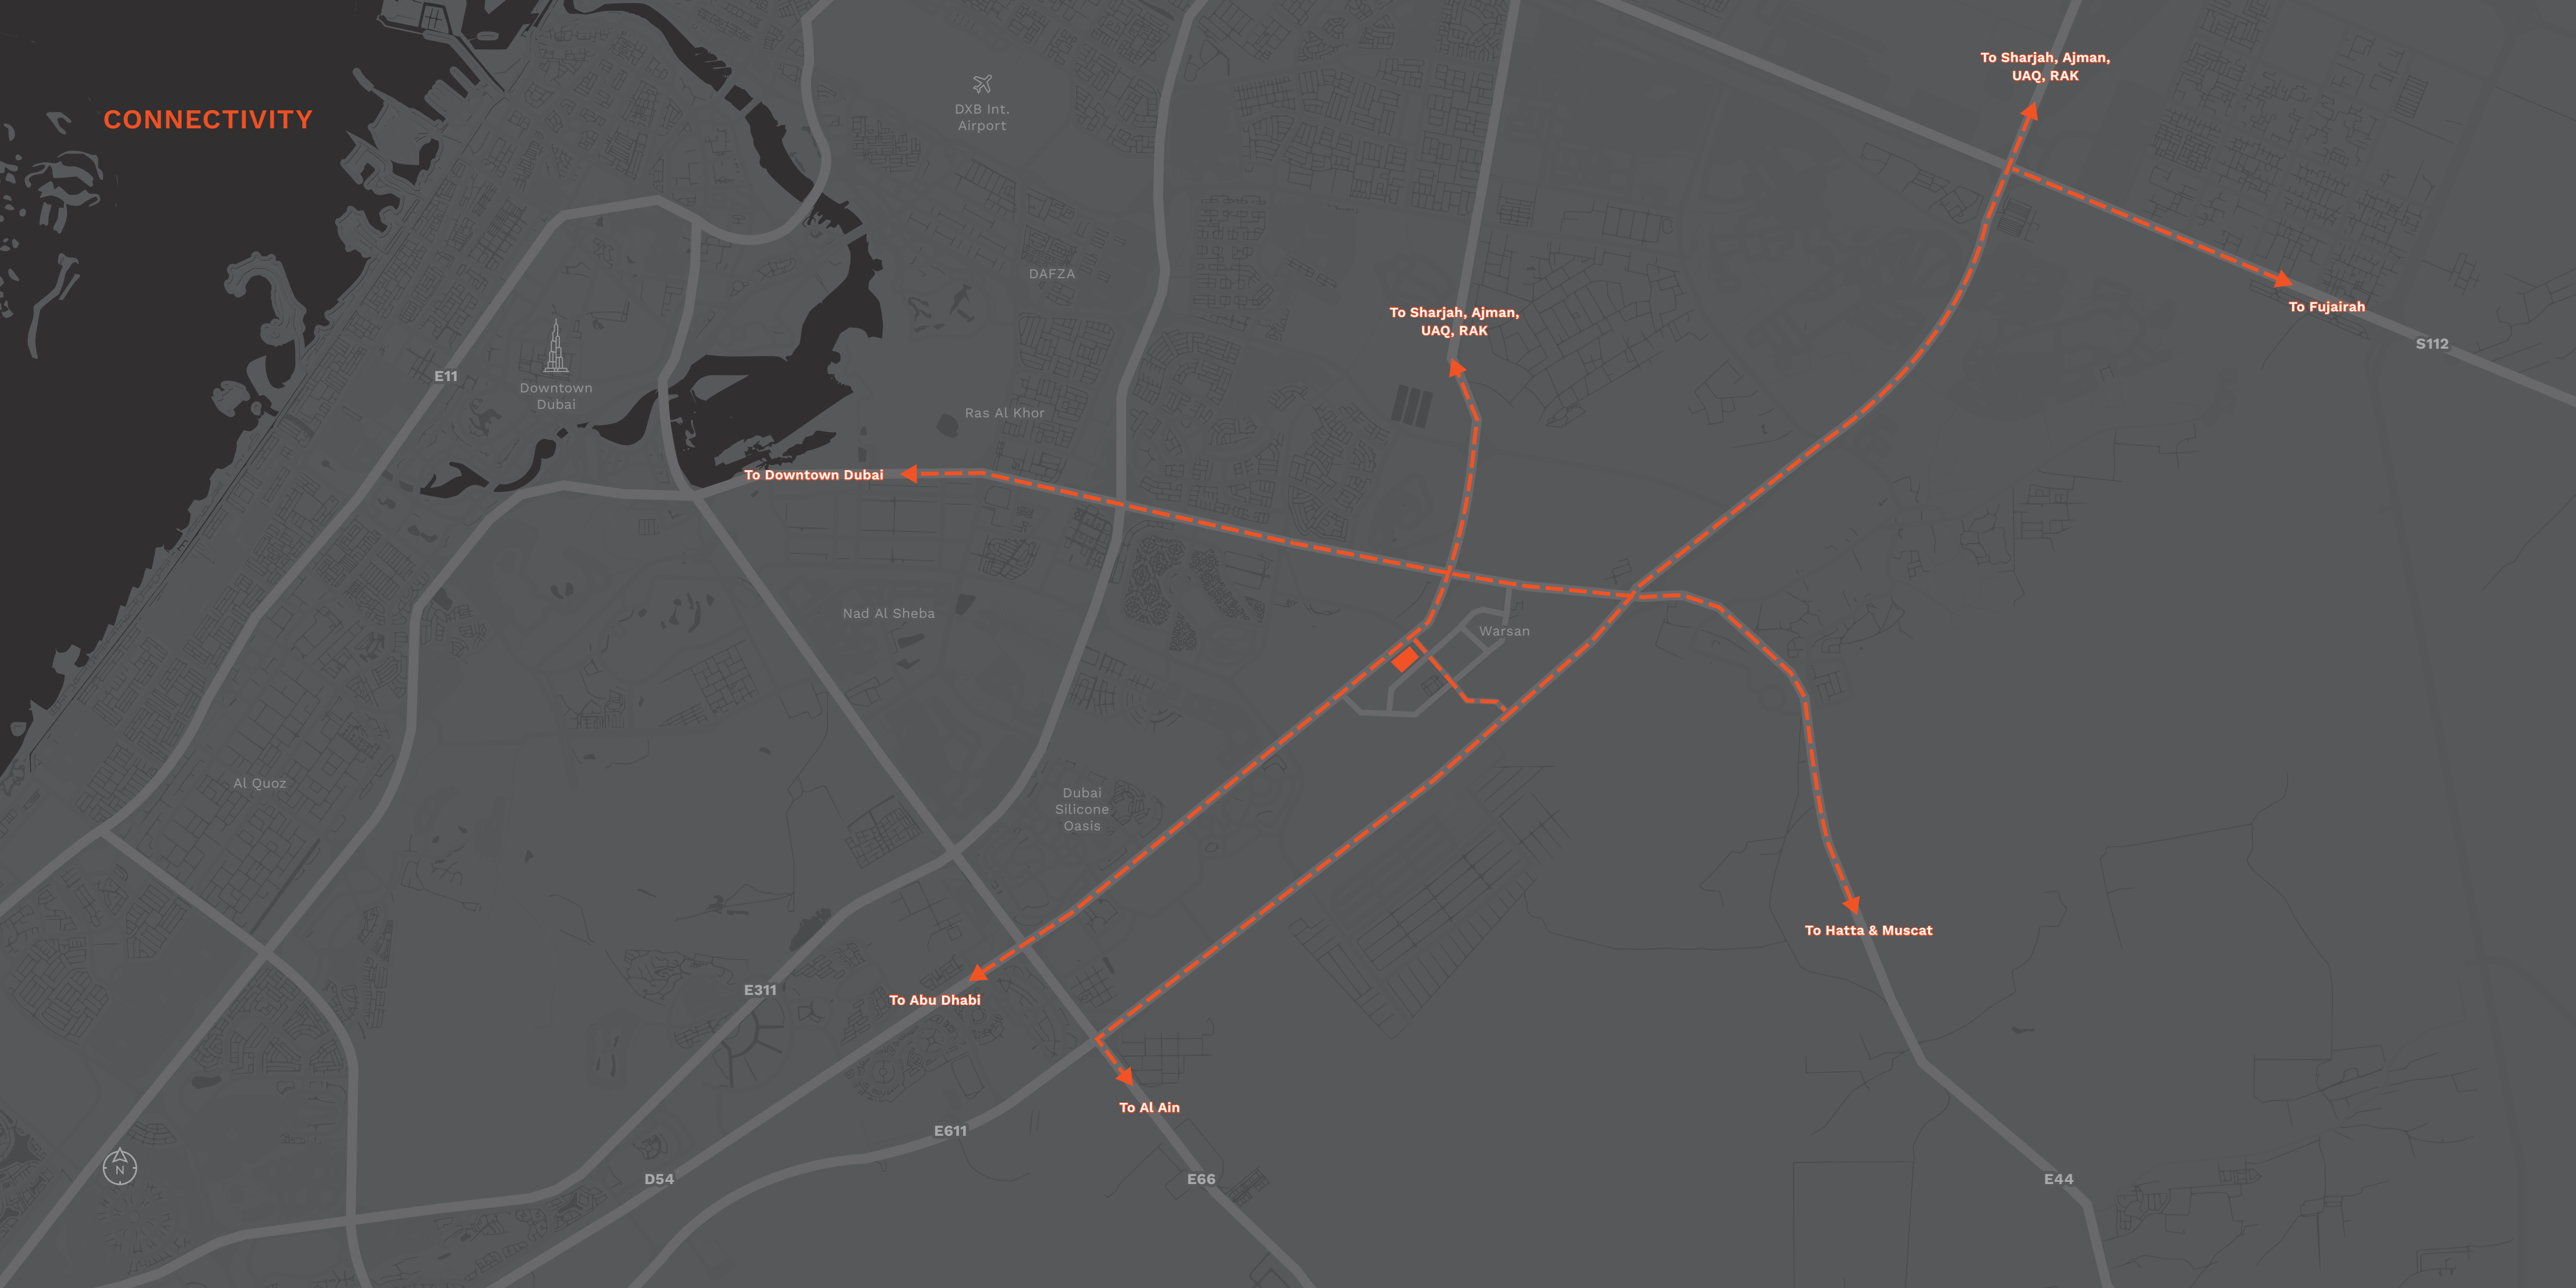 CONNECTIVITY
DXB Int.
Airport
To Sharjah, Ajman,
UAQ, RAK
DAFZA
To Sharjah, Ajman,
UAQ, RAK
To Fujairah
S112
E11
Downtown
Dubai
Ras Al Khor
To Downtown Dubai
Nad Al Sheba
Warsan
Al Quoz
Dubai
Silicone
Oasis
To Hatta & Muscat
E311
To Abu Dhabi
To Al Ain
E611
N
D54
E66
E44